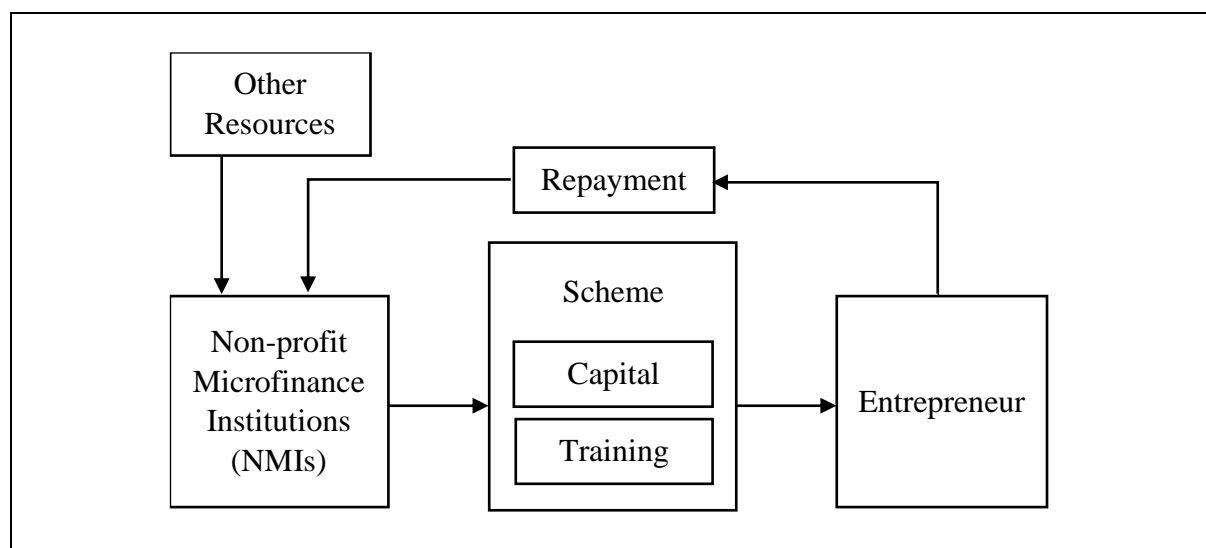 Other
Resources
Repayment
Scheme
Non-profit
Microfinance
Institutions
(NMIs)
Capital
Training
Entrepreneur